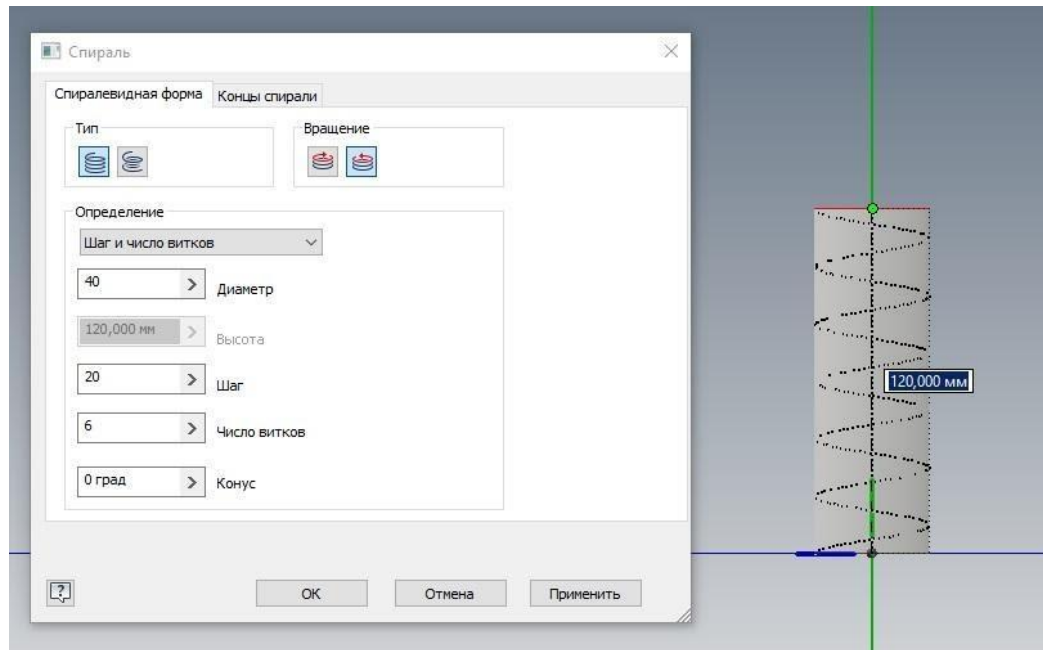 Спираль
Спиралевидная форма Концы спирали
Тип
Вращение
Определение
Шаг и число витков
40
Диаметр
120,000 мм
Высота
20
Шаг
6
Число витков
0 град
Конус
120,000 мм
?
ОК
Отмена
Применить